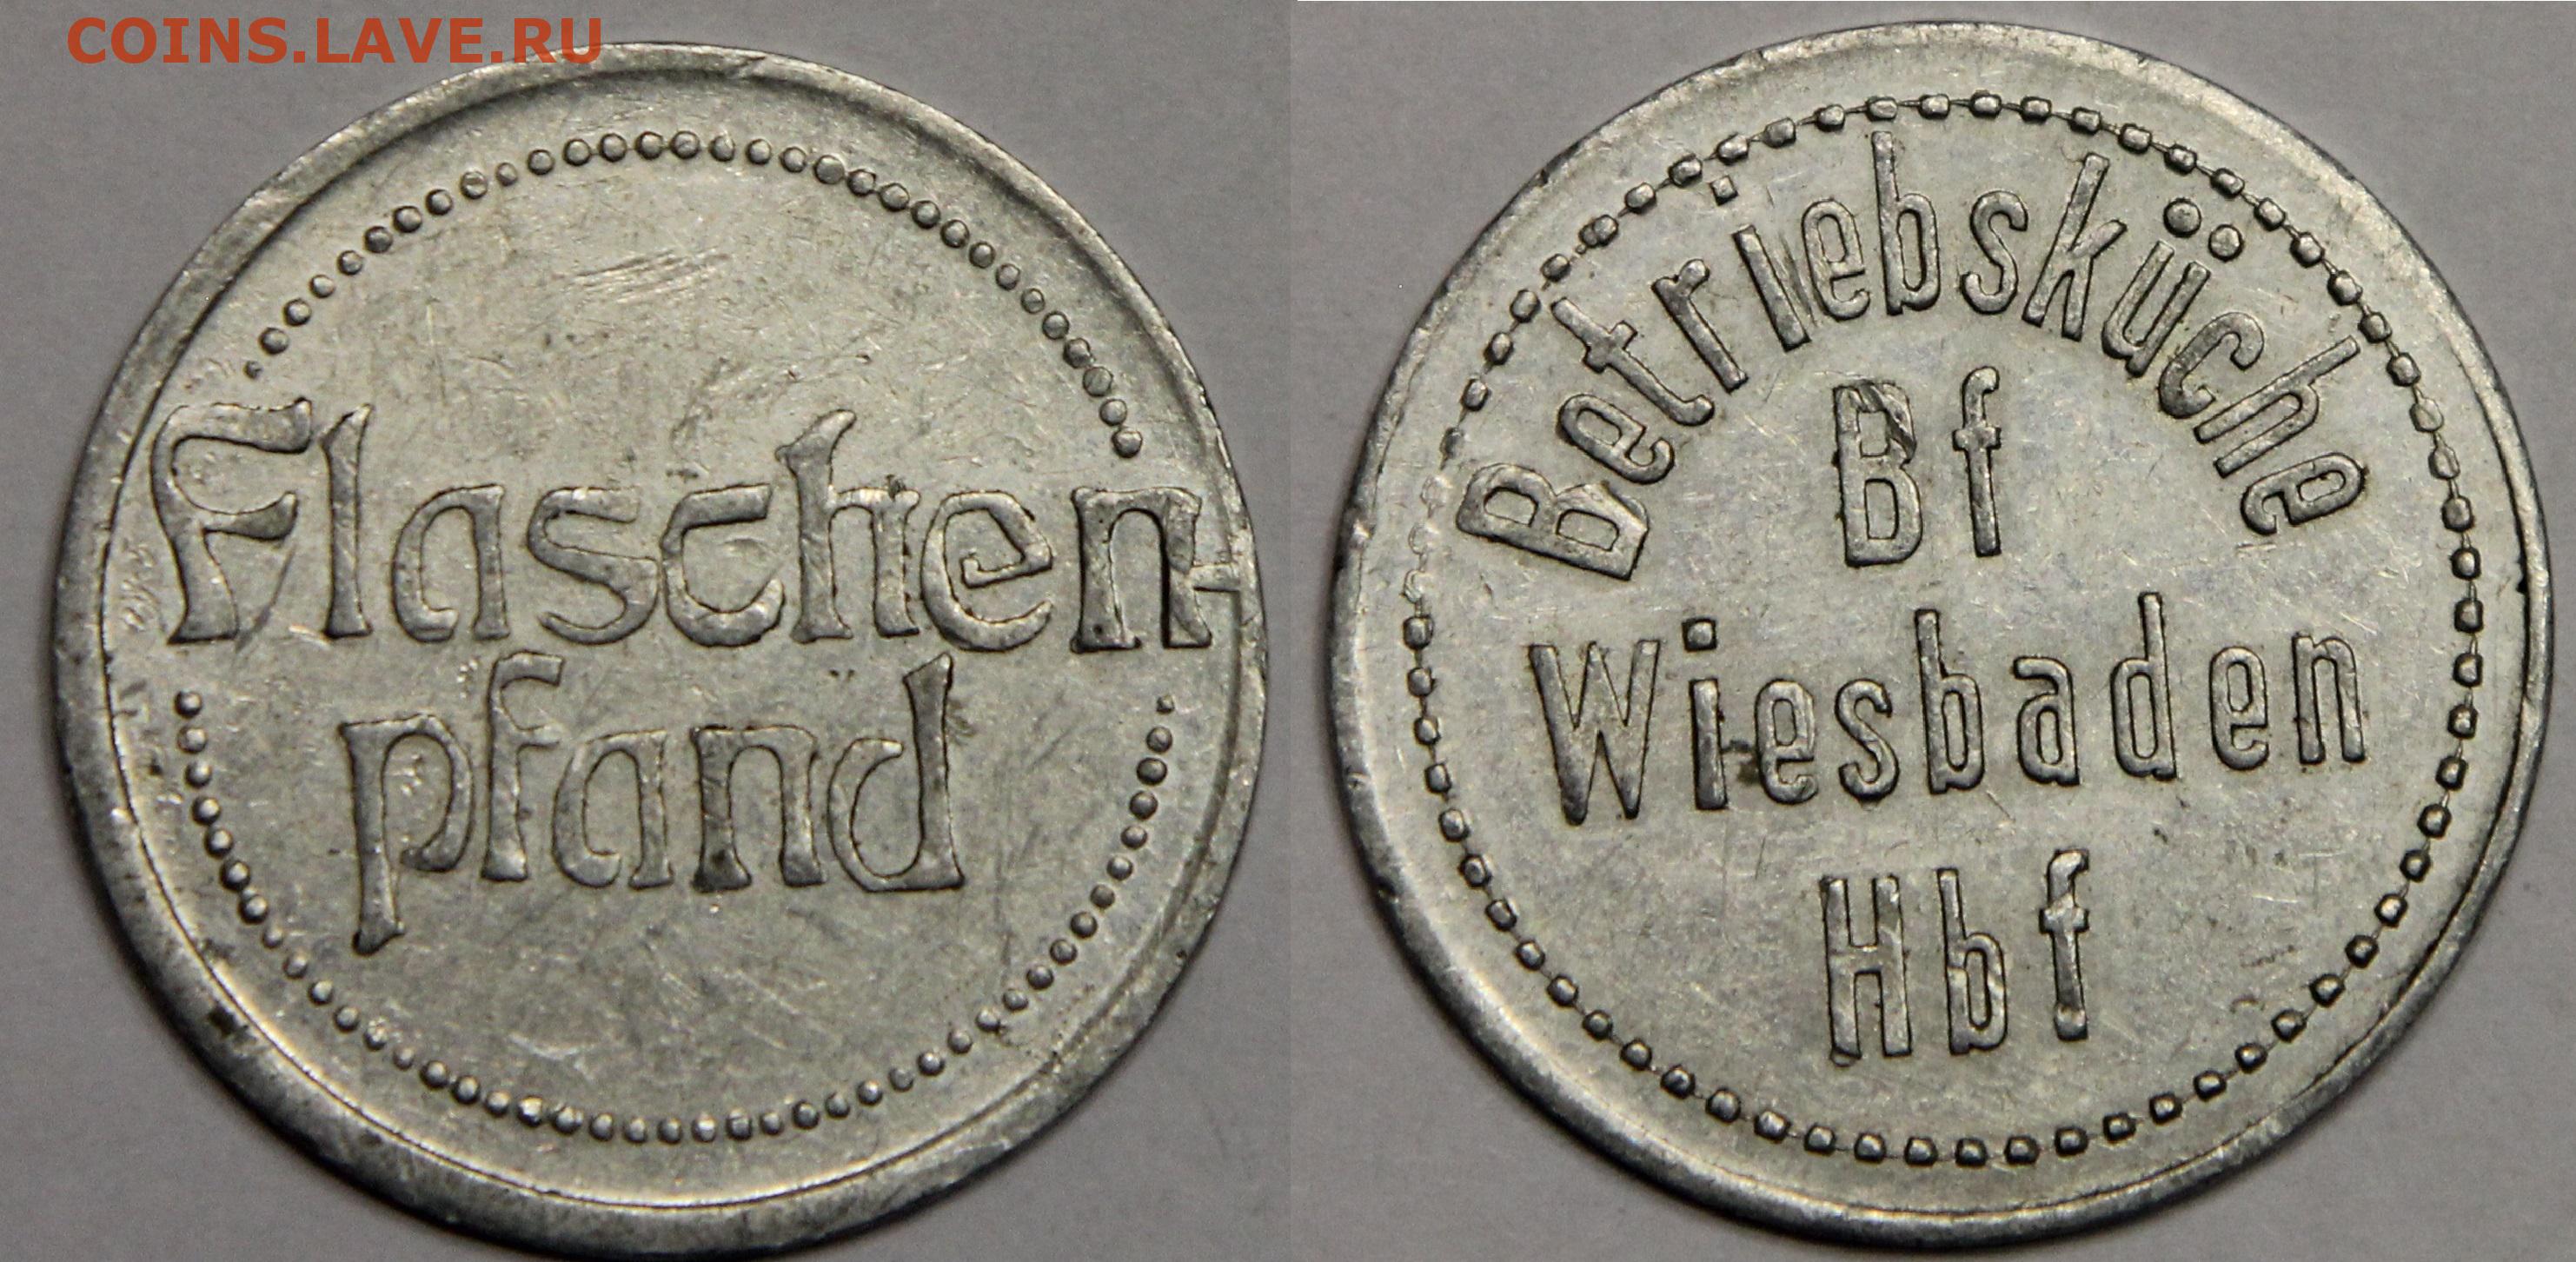 COINS.LAVE.RU
Flaschen-
pfand
Betriebsküche
Bf
Wiesbaden
Hbf